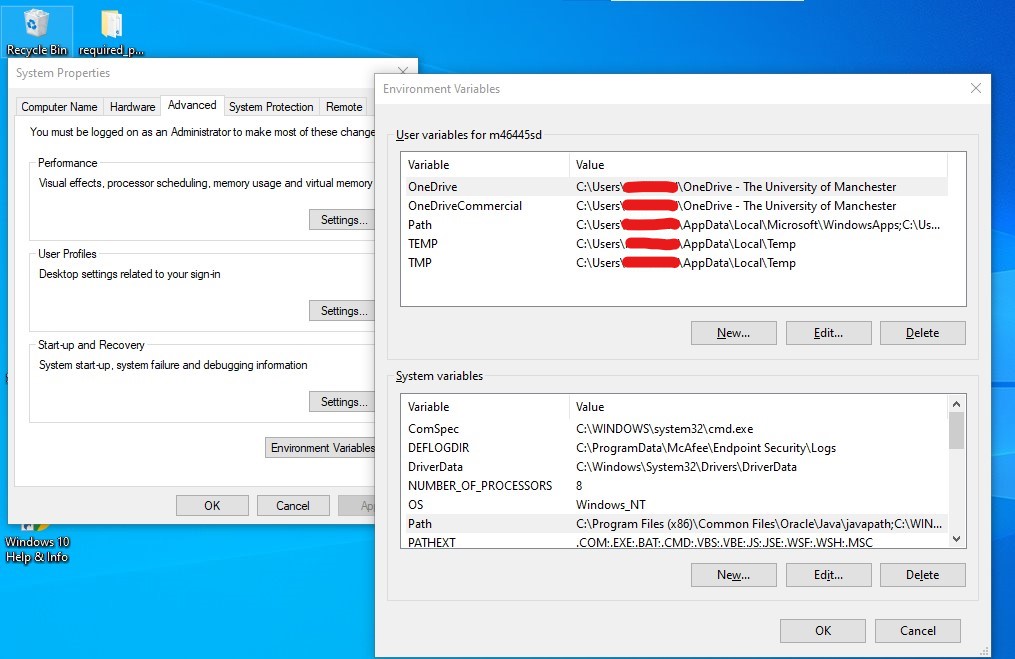 Recycle Bin
required_p...
System Properties
Computer Name Hardware Advanced System Protection Remote
You must be logged on as an Administrator to make most of these change
Performance
Visual effects, processor scheduling, memory usage and virtual memory
Settings...
User Profiles
Desktop settings related to your sign-in
Settings...
Start-up and Recovery
System start-up, system failure and debugging information
Settings...
Environment Variables
OK Cancel Ap
Windows 10
Help & Info
Environment Variables
User variables for m46445sd
Variable Value
OneDrive C:\Users\ \OneDrive - The University of Manchester
OneDriveCommercial C:\Users\ \OneDrive - The University of Manchester
Path C:\Users\ \AppData\Local\Microsoft\WindowsApps;C:\Us...
TEMP C:\Users\ \AppData\Local\Temp
TMP C:\Users\ \AppData\Local\Temp
New... Edit... Delete
System variables
Variable Value
ComSpec C:\WINDOWS\system32\cmd.exe
DEFLOGDIR C:\ProgramData\McAfee\Endpoint Security\Logs
DriverData C:\Windows\System32\Drivers\DriverData
NUMBER_OF_PROCESSORS 8
OS Windows_NT
Path C:\Program Files (x86)\Common Files\Oracle\Java\javapath;C:\WIN...
PATHEXT .COM;.EXE;.BAT;.CMD;.VBS;.VBE;.JS;.JSE;.WSF;.WSH;.MSC
New... Edit... Delete
OK Cancel